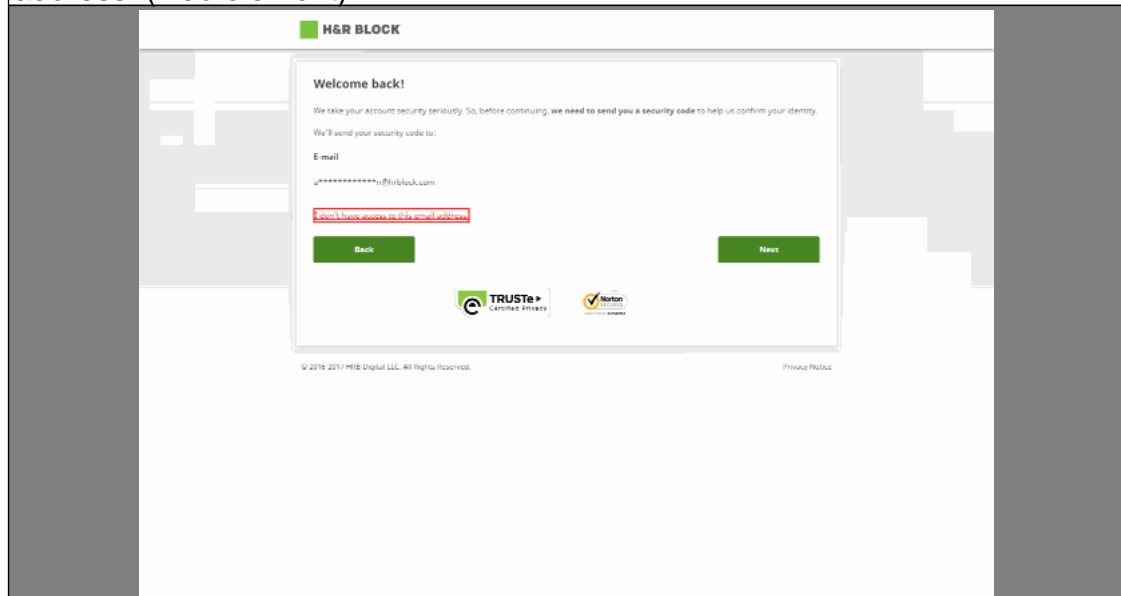 H&R BLOCK
Welcome back!
We take your account security seriously. So, before continuing, we need to send you a security code to help us confirm your identity.
We'll send your security code to:
E-mail
a************n@hrblock.com
I don't have access to this email address.
Back
Next
TRUSTe
Certified Privacy
Norton
SECURED
© 2016-2017 HRB Digital LLC. All Rights Reserved.
Privacy Notice